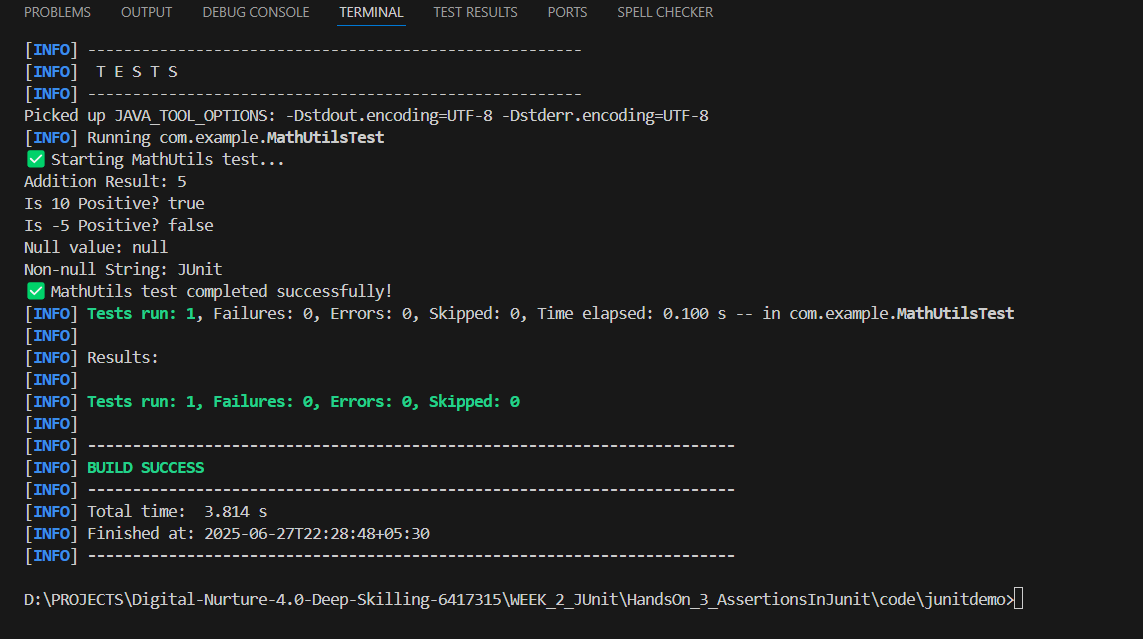 PROBLEMS OUTPUT DEBUG CONSOLE TERMINAL TEST RESULTS PORTS SPELL CHECKER
[INFO] -------------------------------------------------------
[INFO]  T E S T S
[INFO] -------------------------------------------------------
Picked up JAVA_TOOL_OPTIONS: -Dstdout.encoding=UTF-8 -Dstderr.encoding=UTF-8
[INFO] Running com.example.MathUtilsTest
✅ Starting MathUtils test...
Addition Result: 5
Is 10 Positive? true
Is -5 Positive? false
Null value: null
Non-null String: JUnit
✅ MathUtils test completed successfully!
[INFO] Tests run: 1, Failures: 0, Errors: 0, Skipped: 0, Time elapsed: 0.100 s -- in com.example.MathUtilsTest
[INFO]
[INFO] Results:
[INFO]
[INFO] Tests run: 1, Failures: 0, Errors: 0, Skipped: 0
[INFO]
[INFO] ------------------------------------------------------------------------
[INFO] BUILD SUCCESS
[INFO] ------------------------------------------------------------------------
[INFO] Total time:  3.814 s
[INFO] Finished at: 2025-06-27T22:28:48+05:30
[INFO] ------------------------------------------------------------------------
D:\PROJECTS\Digital-Nurture-4.0-Deep-Skilling-6417315\WEEK_2_JUnit\HandsOn_3_AssertionsInJunit\code\junitdemo>